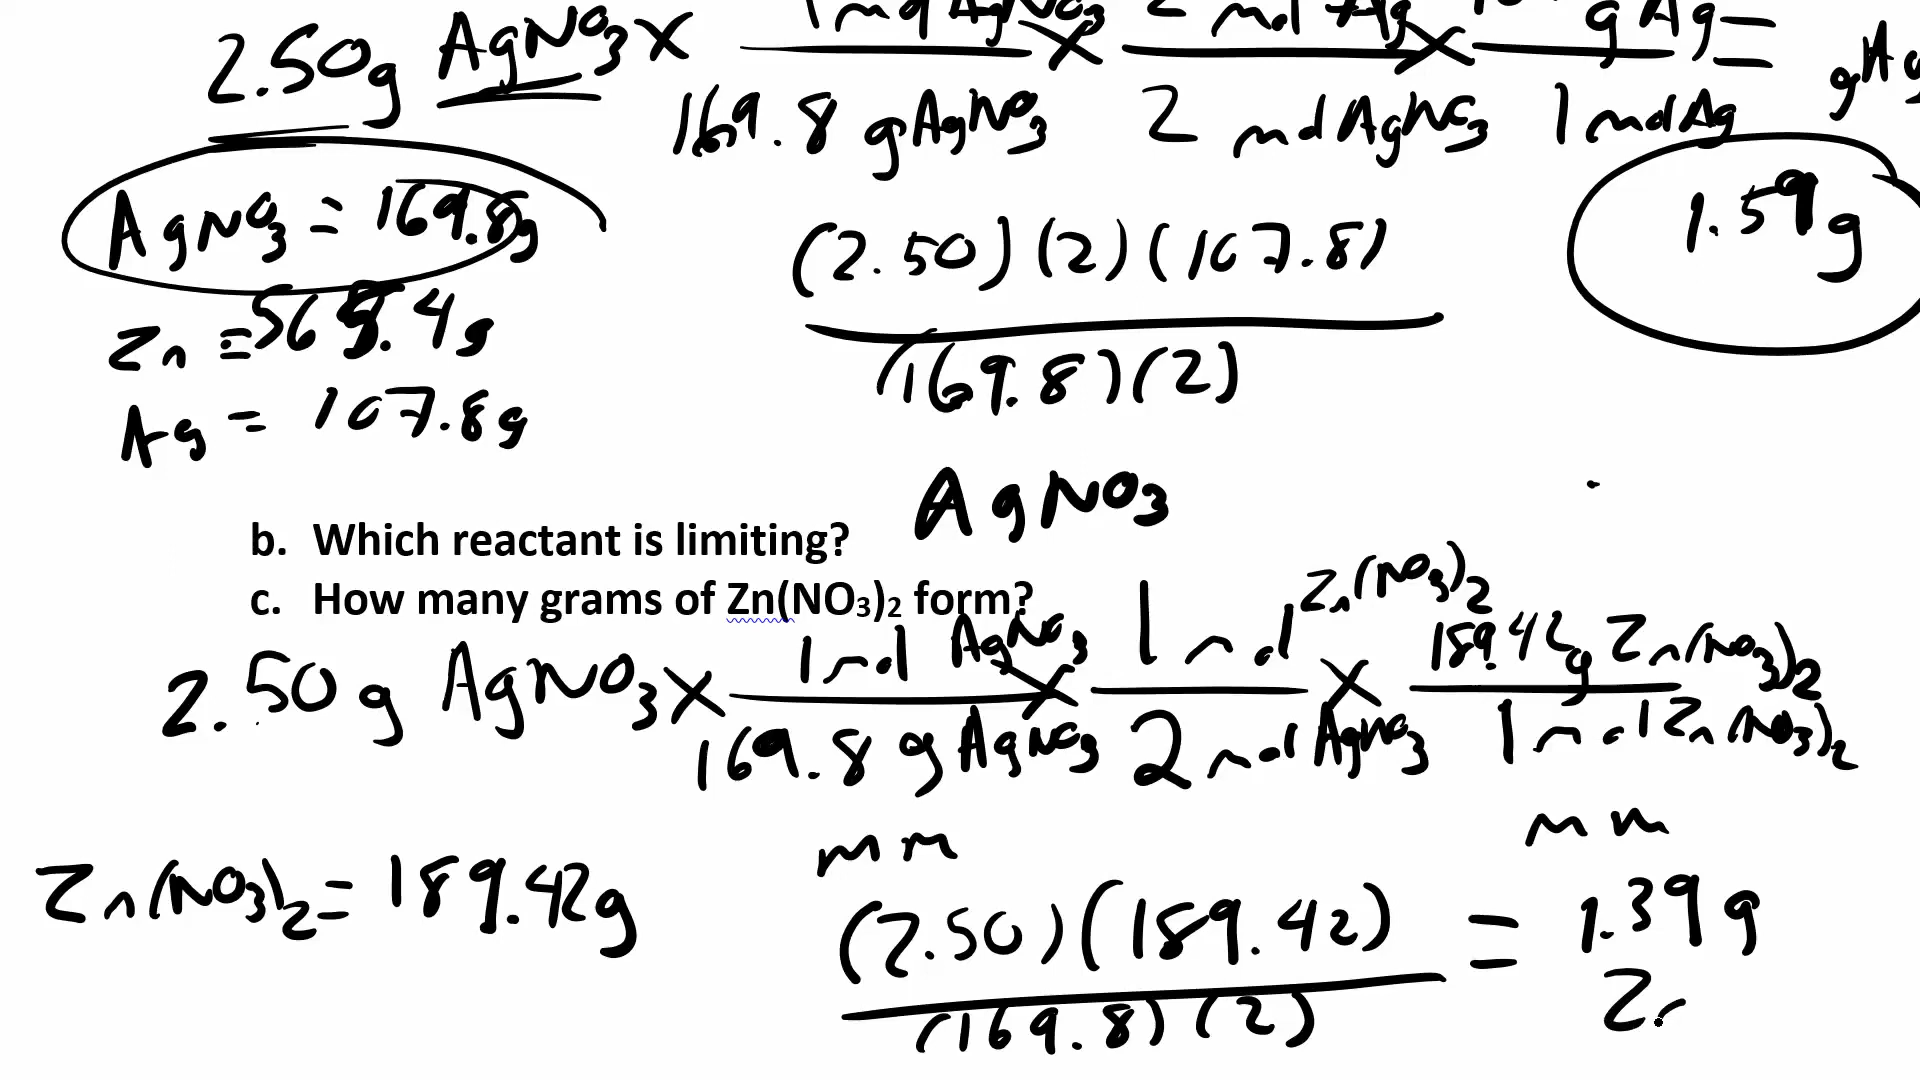 2.50g AgNO3 x 1 mol AgNO3 x 2 mol Ag x g Ag = g Ag
169.8 g AgNO3 2 mol AgNO3 1 mol Ag
AgNO3 = 169.8g
(2.50)(2)(107.8)
(169.8)(2)
1.59 g
Zn = 65.4g
Ag = 107.8g
AgNO3
b. Which reactant is limiting?
c. How many grams of Zn(NO3)2 form?
2.50 g AgNO3 x 1 mol AgNO3 x 1 mol Zn(NO3)2 x 189.42g Zn(NO3)2
169.8 g AgNO3 2 mol AgNO3 1 mol Zn(NO3)2
mm mm
Zn(NO3)2 = 189.42g
(2.50)(189.42) = 1.39 g
(169.8)(2)